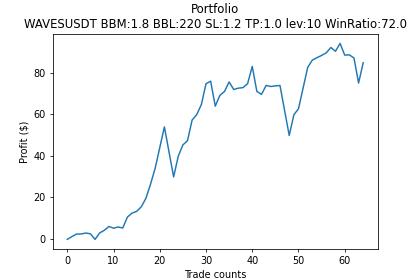 Portfolio
WAVESUSDT BBM:1.8 BBL:220 SL:1.2 TP:1.0 lev:10 WinRatio:72.0
Profit ($)
80
60
40
20
0
0 10 20 30 40 50 60
Trade counts